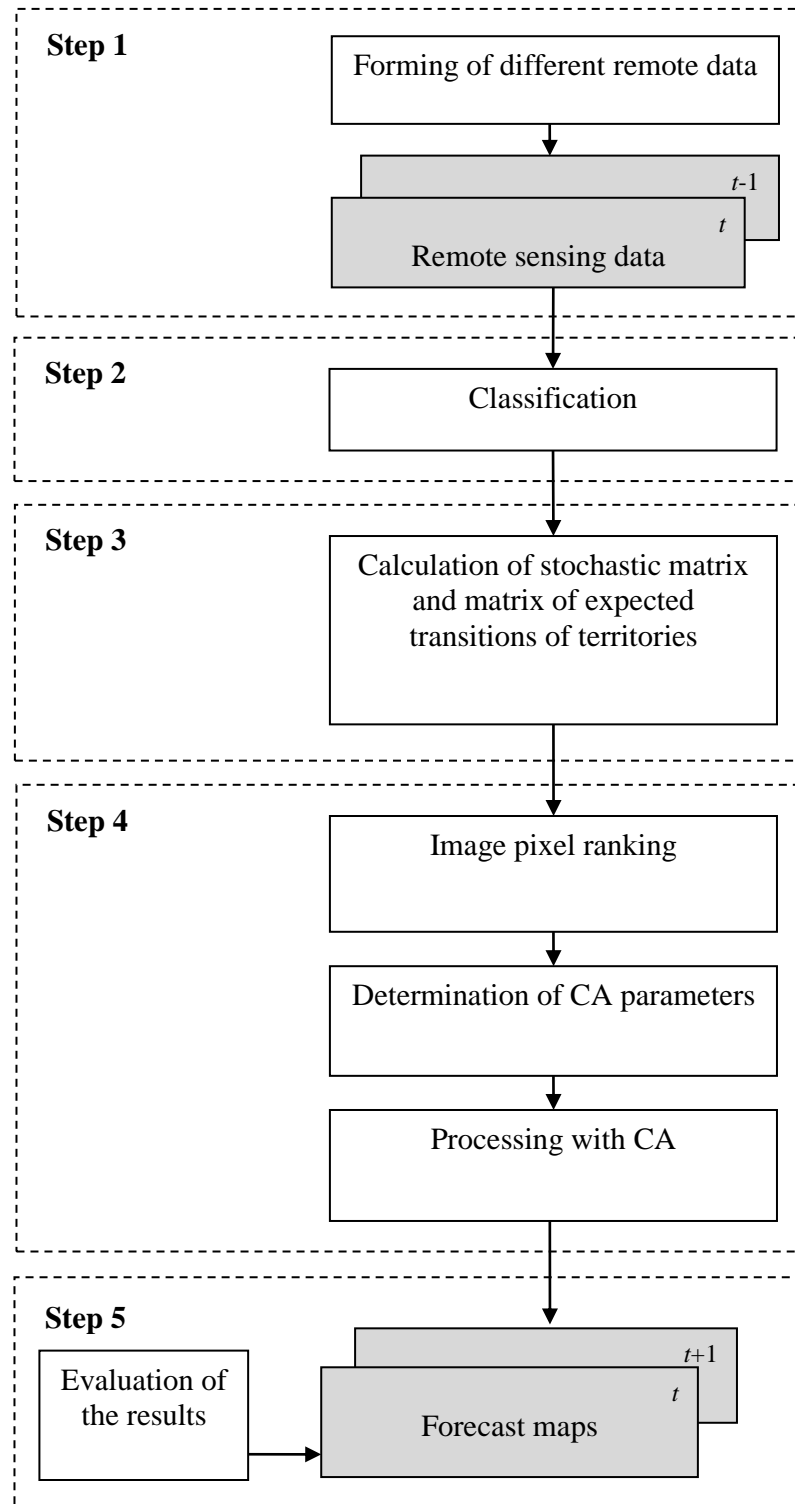 Step 1
Forming of different remote data
t-1
t
Remote sensing data
Step 2
Classification
Step 3
Calculation of stochastic matrix
and matrix of expected
transitions of territories
Step 4
Image pixel ranking
Determination of CA parameters
Processing with CA
Step 5
Evaluation of
the results
t+1
t
Forecast maps